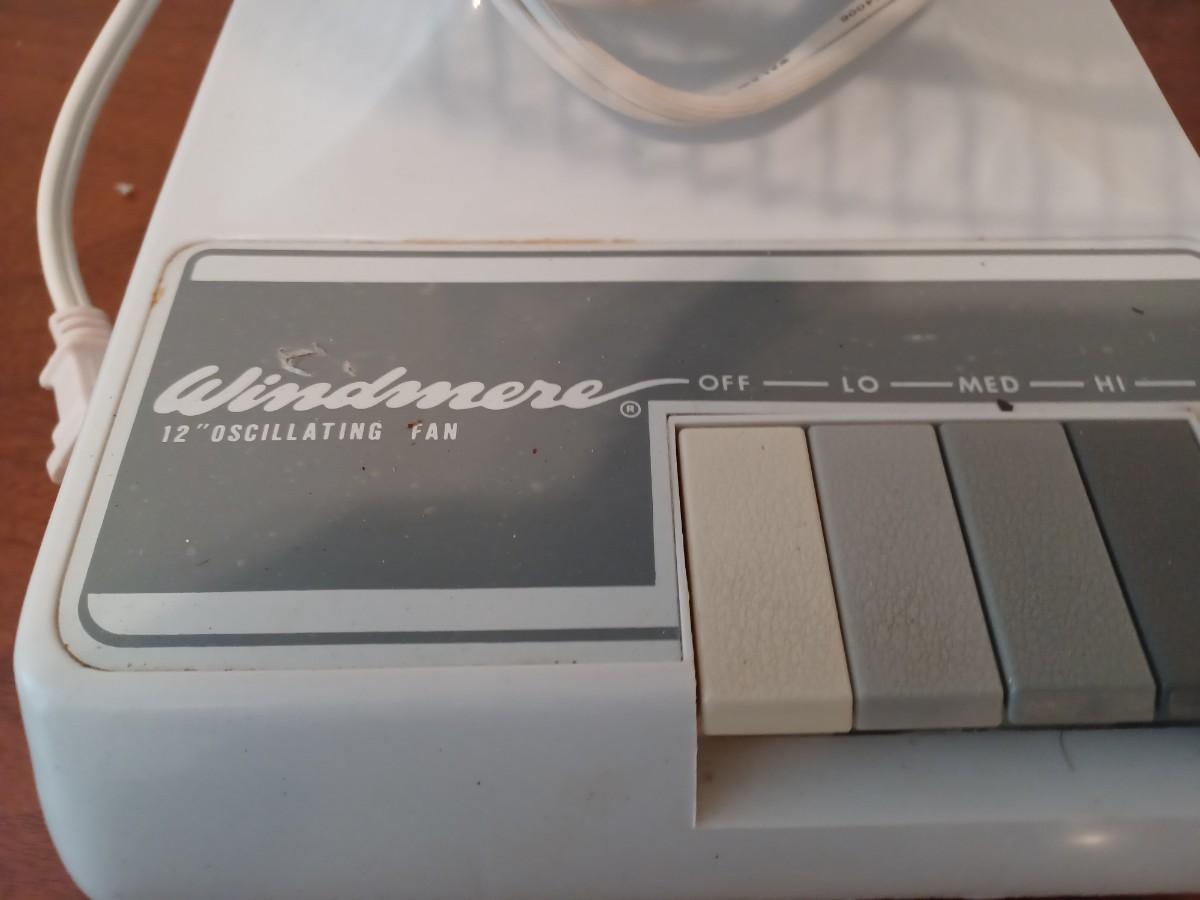 Windmere®
12" OSCILLATING FAN
OFF LO MED HI